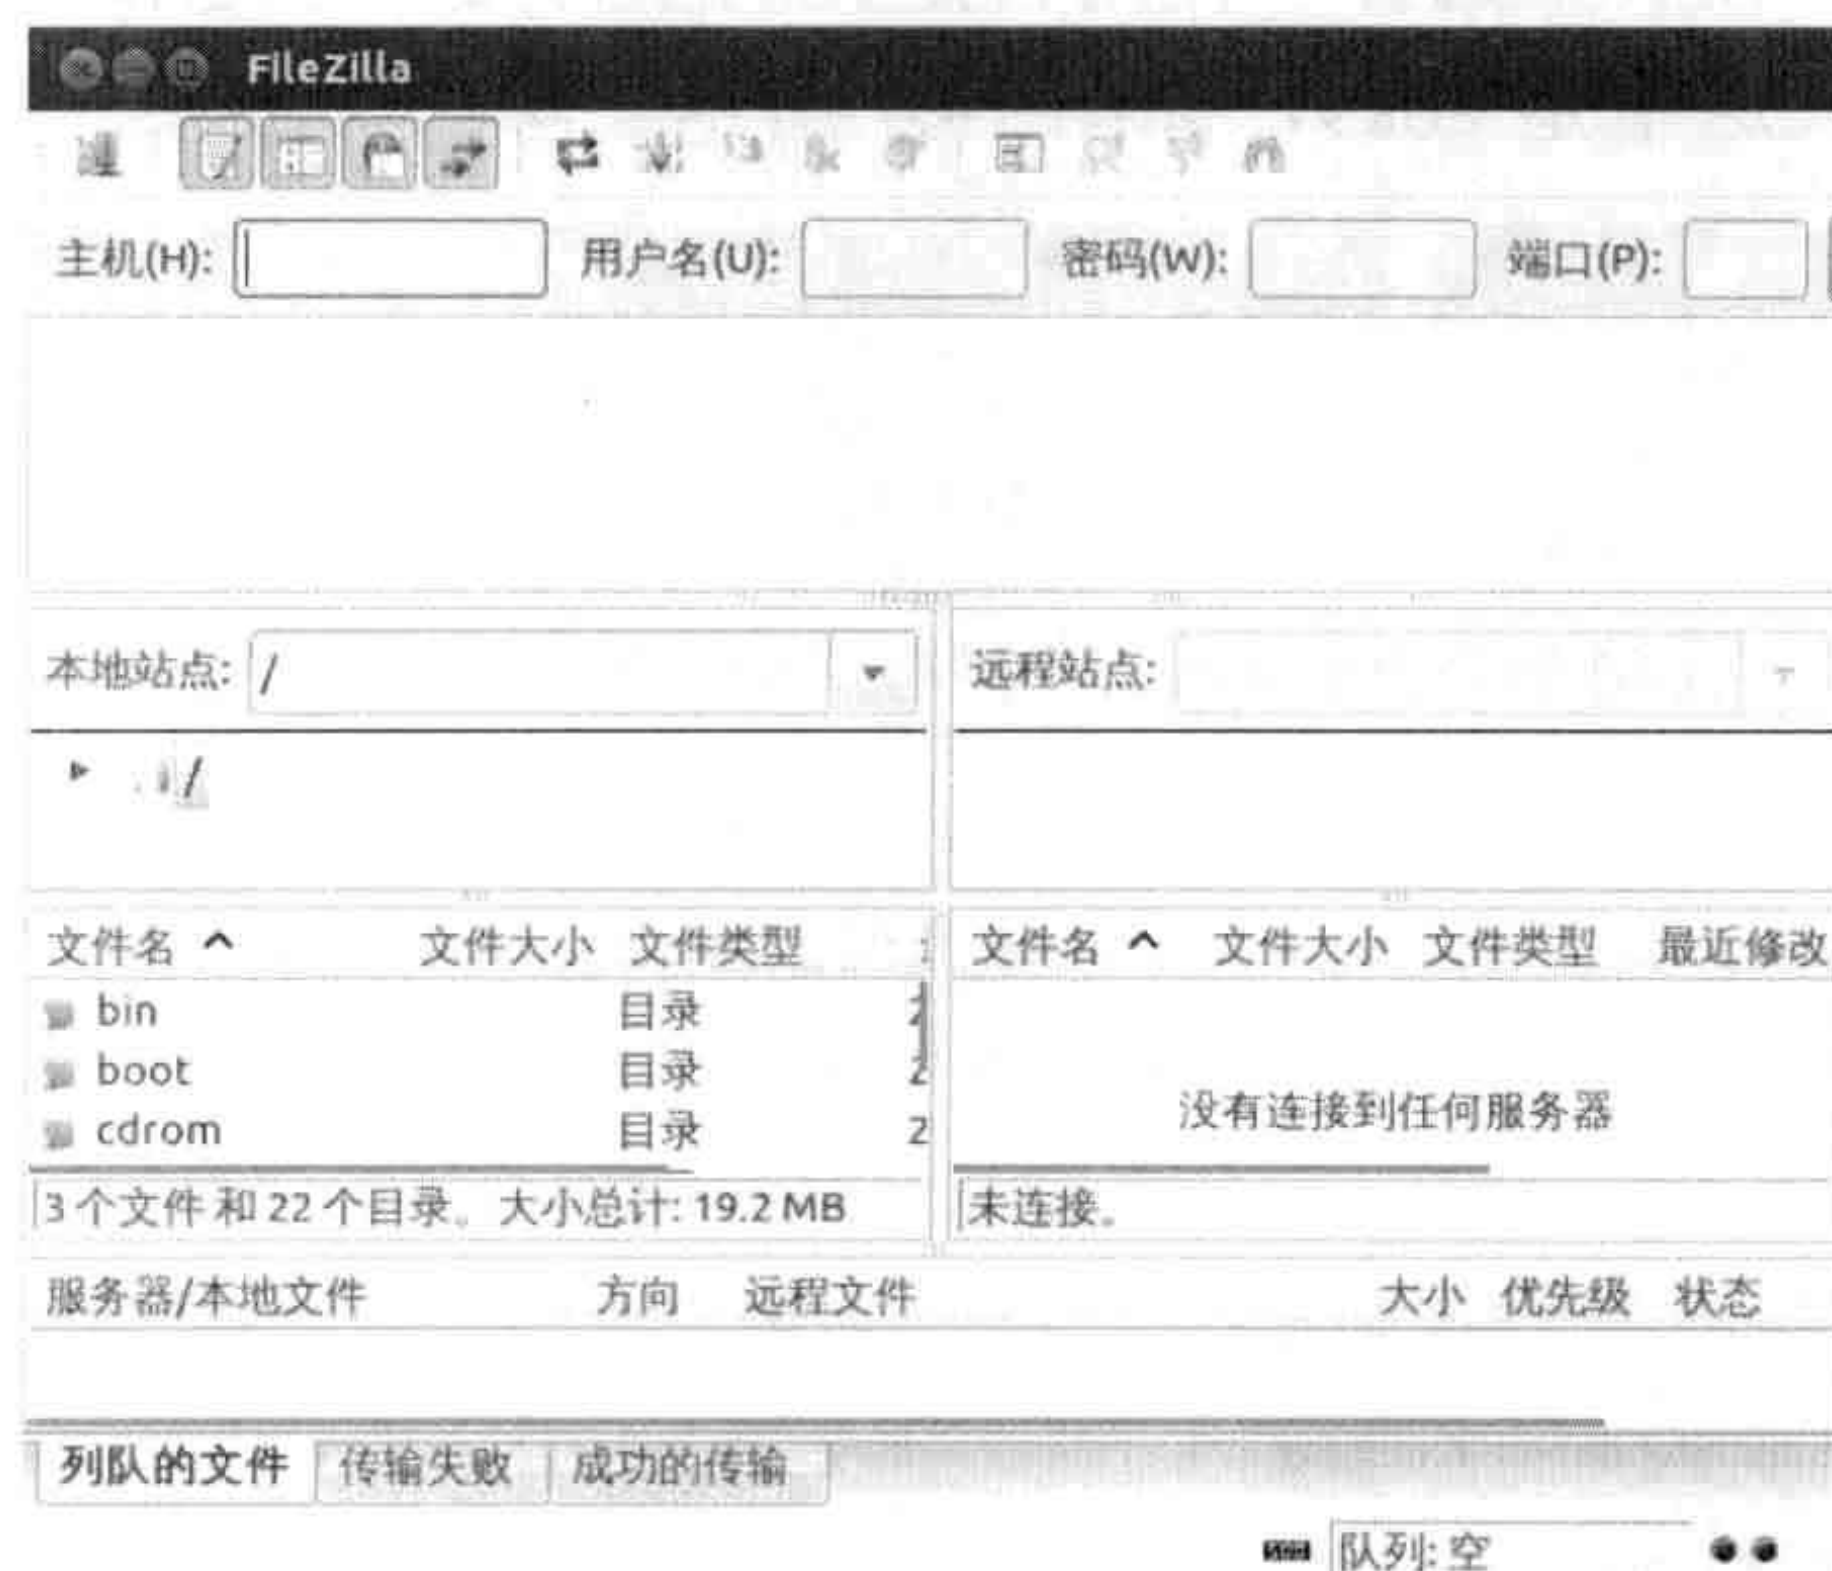 FileZilla
主机(H): 用户名(U): 密码(W): 端口(P):
本地站点: /
远程站点:
/
文件名 文件大小 文件类型
文件名 文件大小 文件类型 最近修改
bin 目录 2
boot 目录 2
cdrom 目录 2
没有连接到任何服务器
3 个文件 和 22 个目录。大小总计: 19.2 MB
未连接。
服务器/本地文件 方向 远程文件 大小 优先级 状态
列队的文件 传输失败 成功的传输
队列: 空